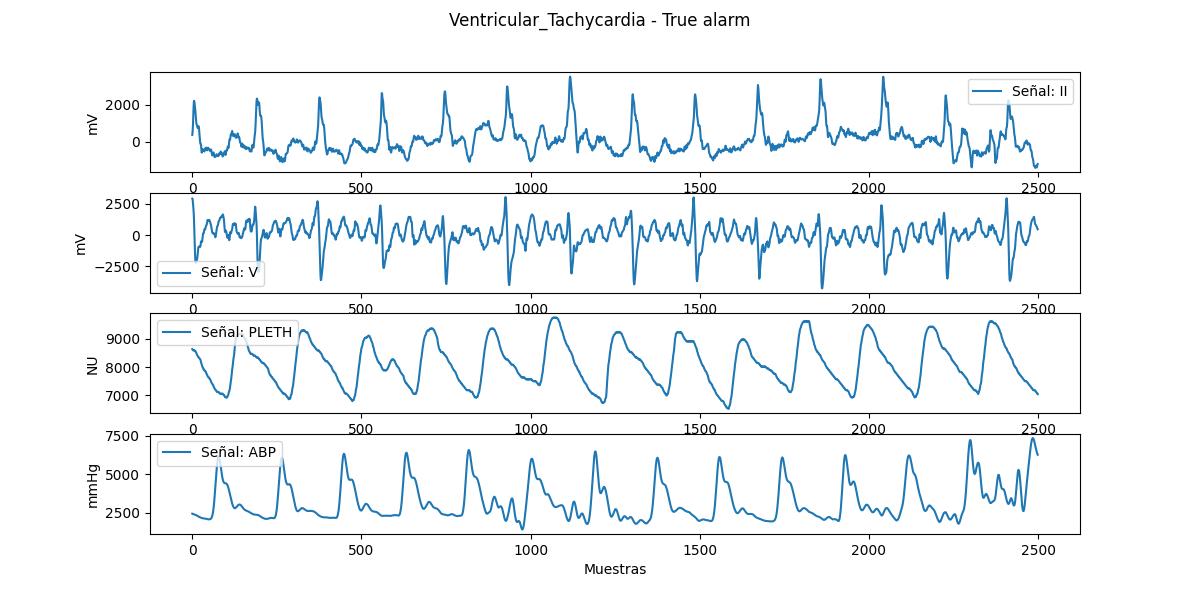 Ventricular_Tachycardia - True alarm
2000
0
mV
Señal: II
0 500 1000 1500 2000 2500
2500
0
−2500
mV
Señal: V
0 500 1000 1500 2000 2500
9000
8000
7000
NU
Señal: PLETH
0 500 1000 1500 2000 2500
7500
5000
2500
mmHg
Señal: ABP
0 500 1000 1500 2000 2500
Muestras